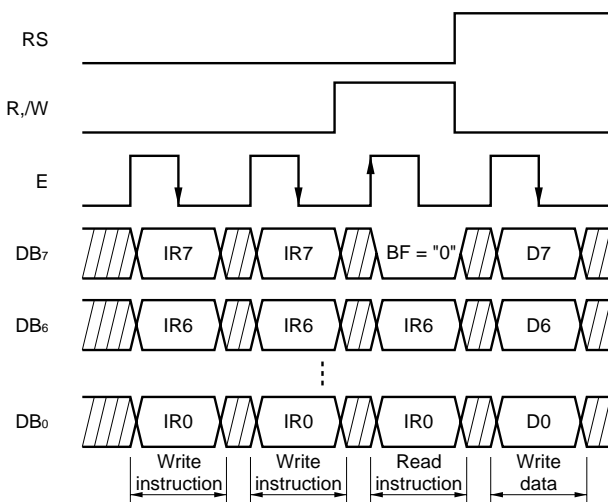 RS
R,/W
E
DB7 IR7 IR7 BF = "0" D7
DB6 IR6 IR6 IR6 D6
DB0 IR0 IR0 IR0 D0
Write instruction
Write instruction
Read instruction
Write data